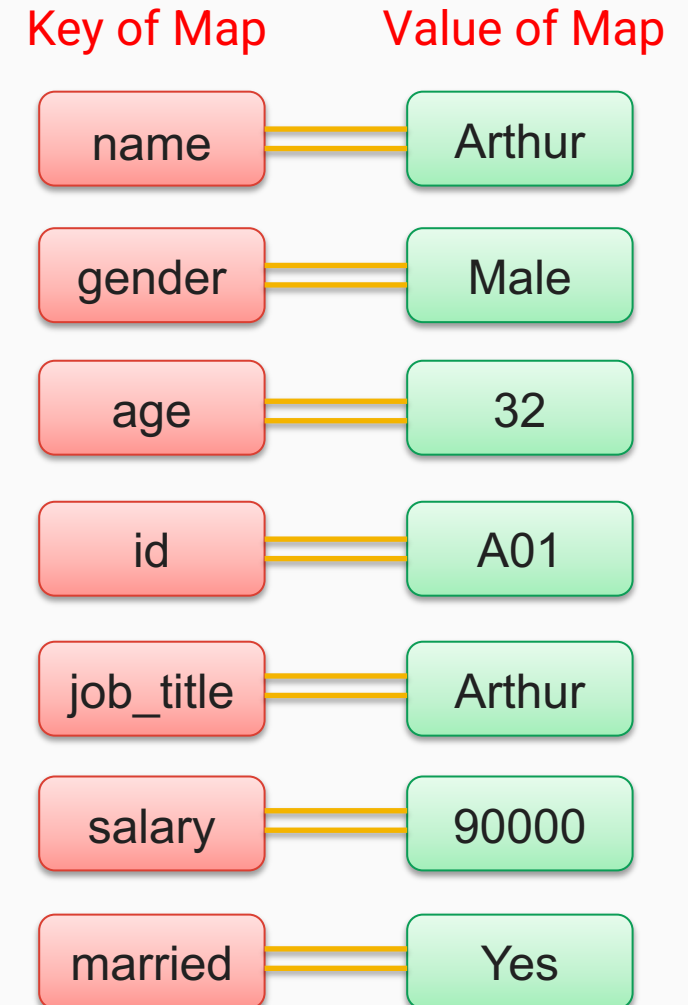 Key of Map Value of Map
name Arthur
gender Male
age 32
id A01
job_title Arthur
salary 90000
married Yes